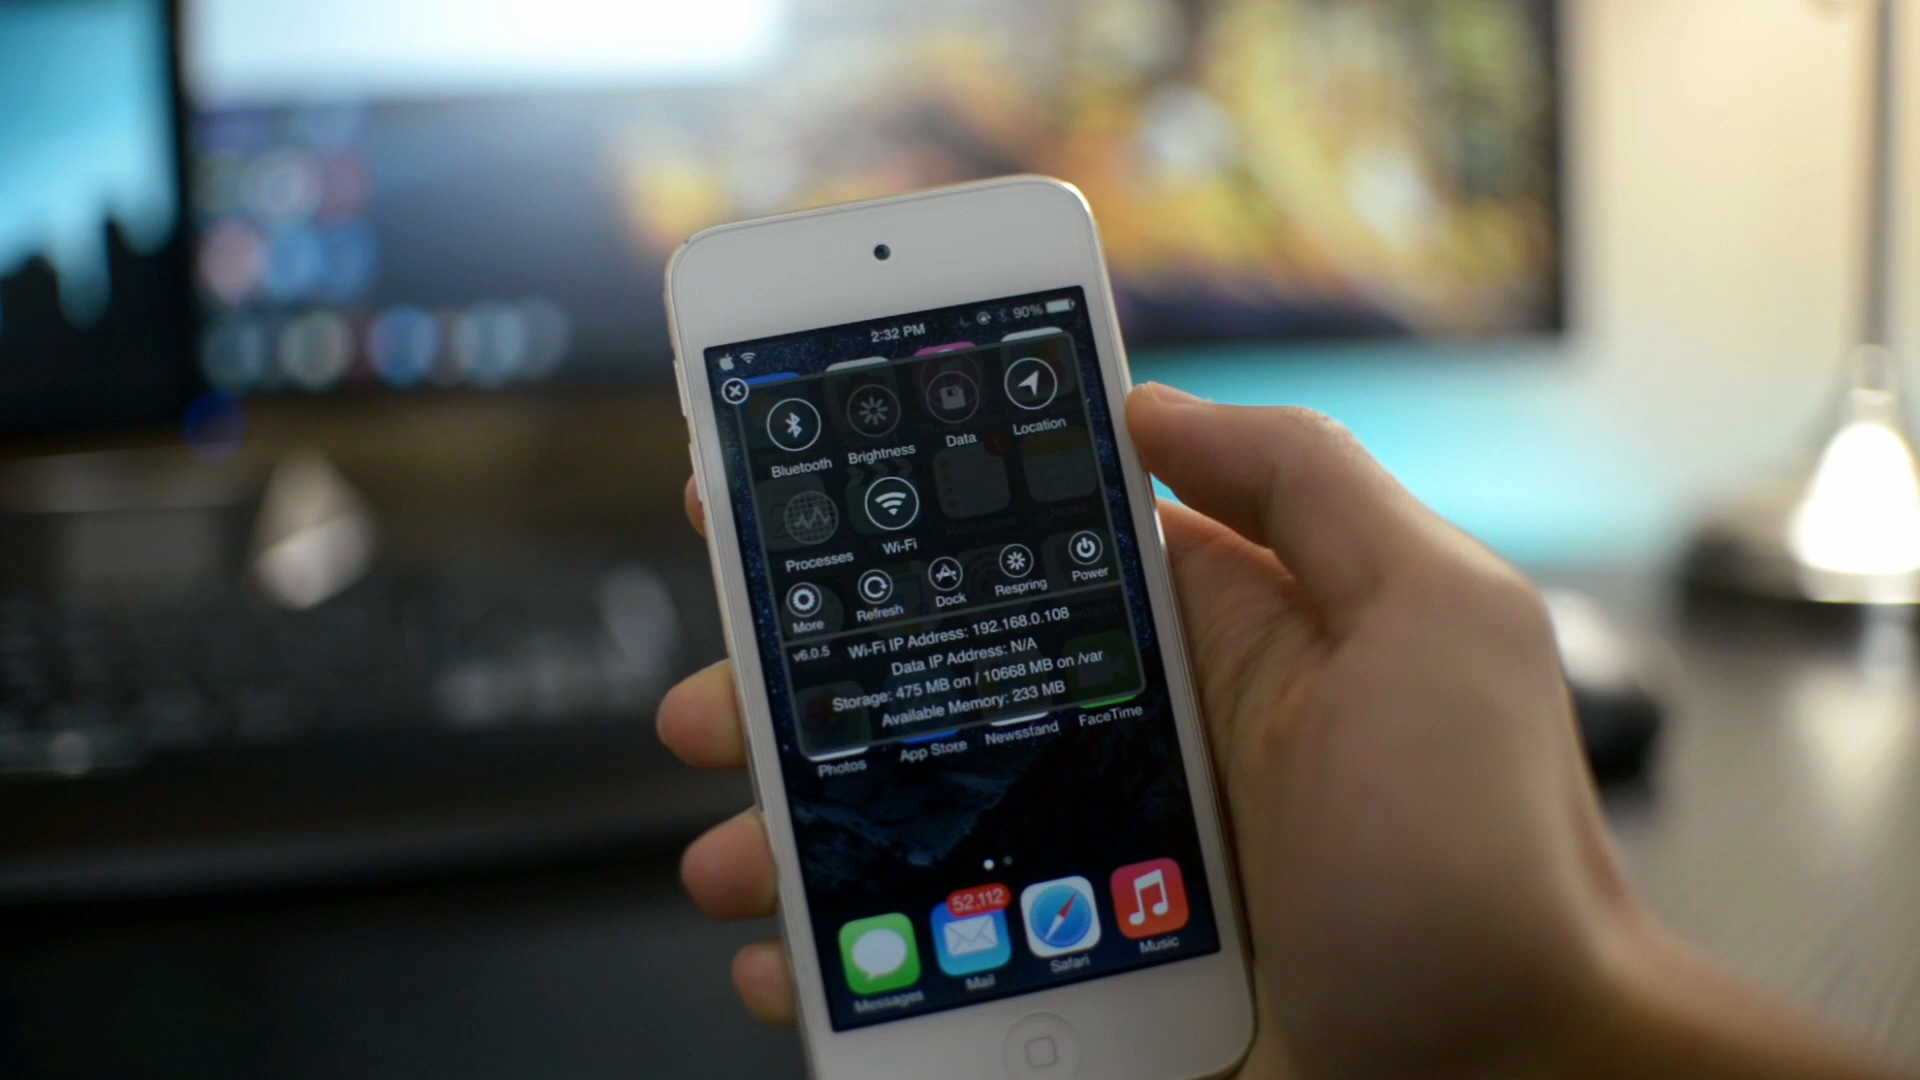 2:32 PM 90%
Bluetooth Brightness Data Location
Processes Wi-Fi
More Refresh Dock Respring Power
v6.0.5 Wi-Fi IP Address: 192.168.0.108
Data IP Address: N/A
Storage: 475 MB on / 10668 MB on /var
Available Memory: 233 MB
Photos App Store Newsstand FaceTime
52,112
Messages Mail Safari Music